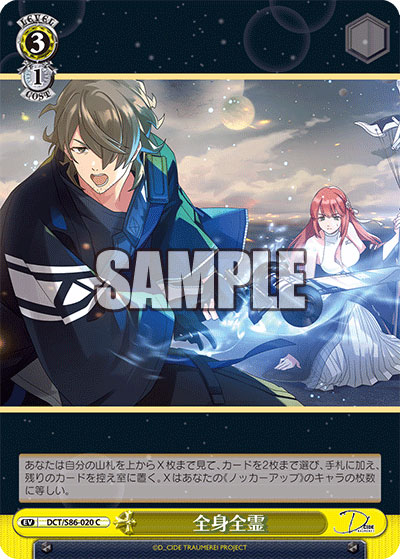 LEVEL
3
1
COST
SAMPLE
あなたは自分の山札を上からX枚まで見て、カードを2枚まで選び、手札に加え、
残りのカードを控え室に置く。Xはあなたの《ノッカーアップ》のキャラの枚数
に等しい。
EV
DCT/S86-020 C
全身全霊
D_CIDE
TRAUMEREI
©D_CIDE TRAUMEREI PROJECT